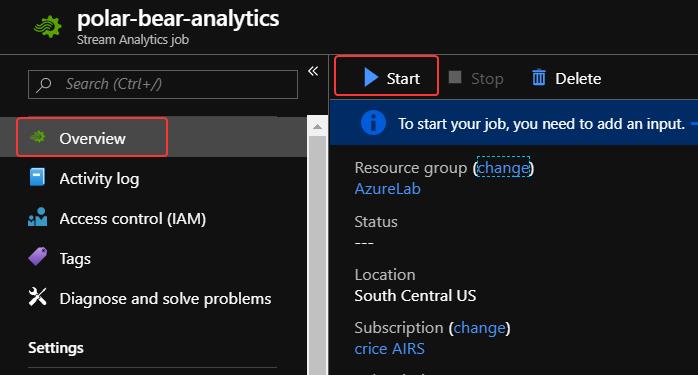 polar-bear-analytics
Stream Analytics job
Search (Ctrl+/)
«
Overview
Activity log
Access control (IAM)
Tags
Diagnose and solve problems
Settings
Start
Stop
Delete
To start your job, you need to add an input.
Resource group (change)
AzureLab
Status
---
Location
South Central US
Subscription (change)
crice AIRS